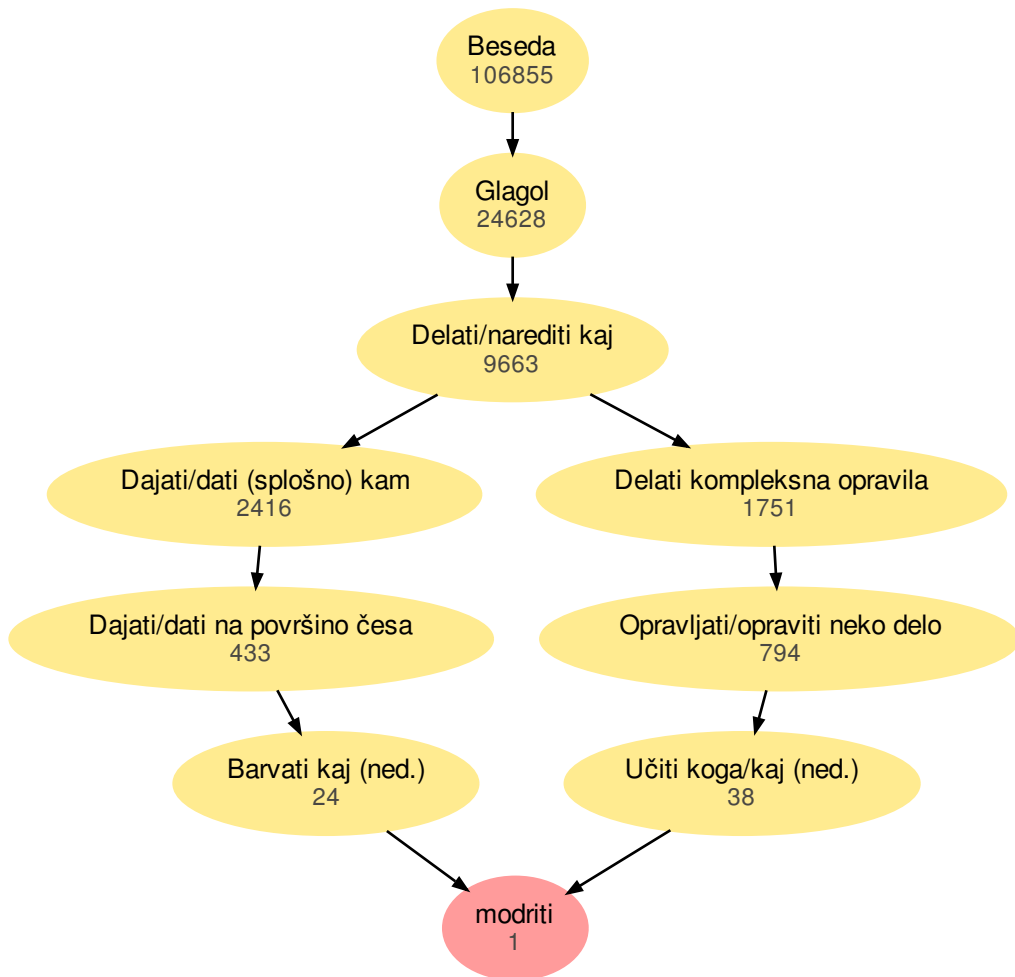 Beseda
106855
Glagol
24628
Delati/narediti kaj
9663
Dajati/dati (splošno) kam
2416
Delati kompleksna opravila
1751
Dajati/dati na površino česa
433
Opravljati/opraviti neko delo
794
Barvati kaj (ned.)
24
Učiti koga/kaj (ned.)
38
modriti
1